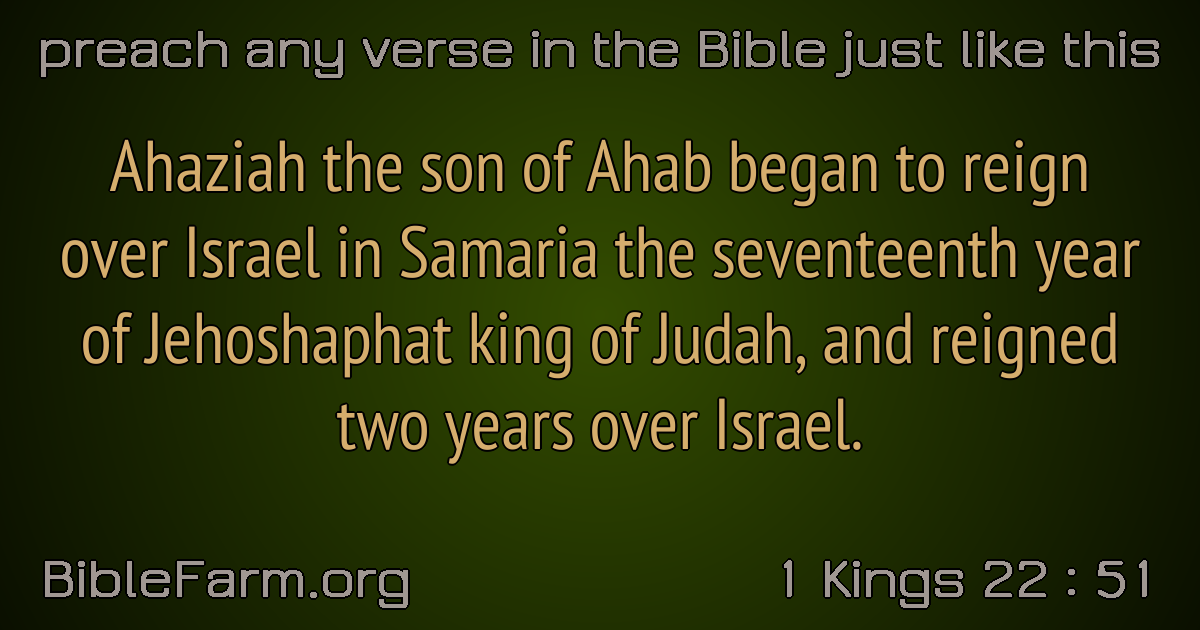 preach any verse in the Bible just like this
Ahaziah the son of Ahab began to reign
over Israel in Samaria the seventeenth year
of Jehoshaphat king of Judah, and reigned
two years over Israel.
BibleFarm.org
1 Kings 22 : 51